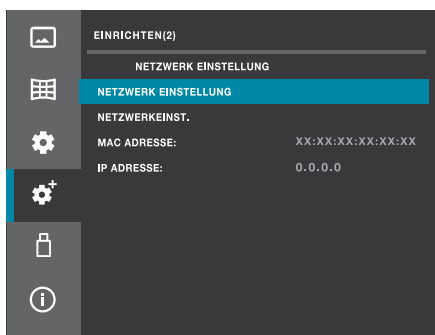 EINRICHTEN(2)
NETZWERK EINSTELLUNG
NETZWERK EINSTELLUNG
NETZWERKEINST.
MAC ADRESSE: XX:XX:XX:XX:XX:XX
IP ADRESSE: 0.0.0.0